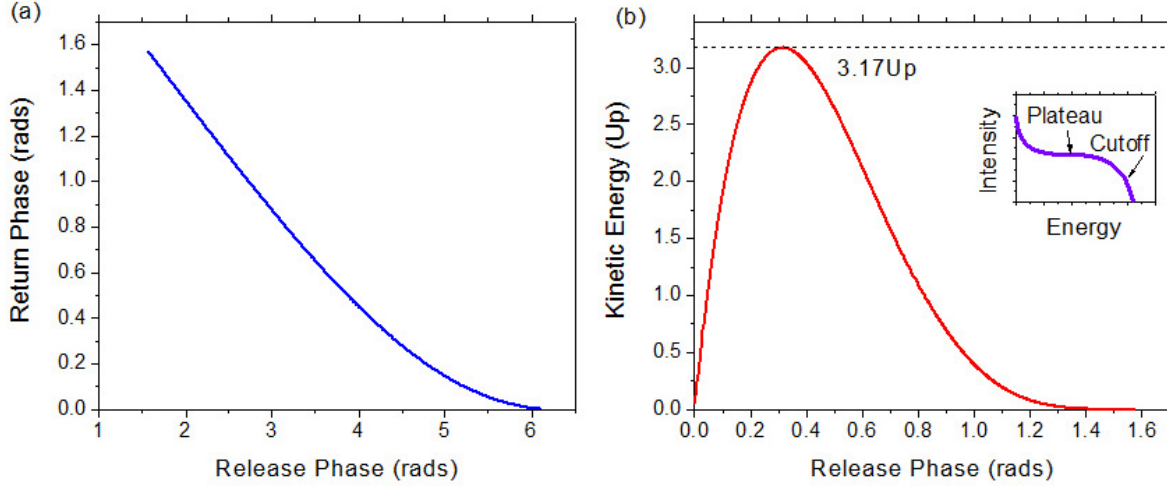 (a)
Return Phase (rads)
1.6
1.4
1.2
1.0
0.8
0.6
0.4
0.2
0.0
1 2 3 4 5 6
Release Phase (rads)
(b)
Kinetic Energy (Up)
3.0
2.5
2.0
1.5
1.0
0.5
0.0
3.17Up
Intensity
Plateau
Cutoff
Energy
0.0 0.2 0.4 0.6 0.8 1.0 1.2 1.4 1.6
Release Phase (rads)